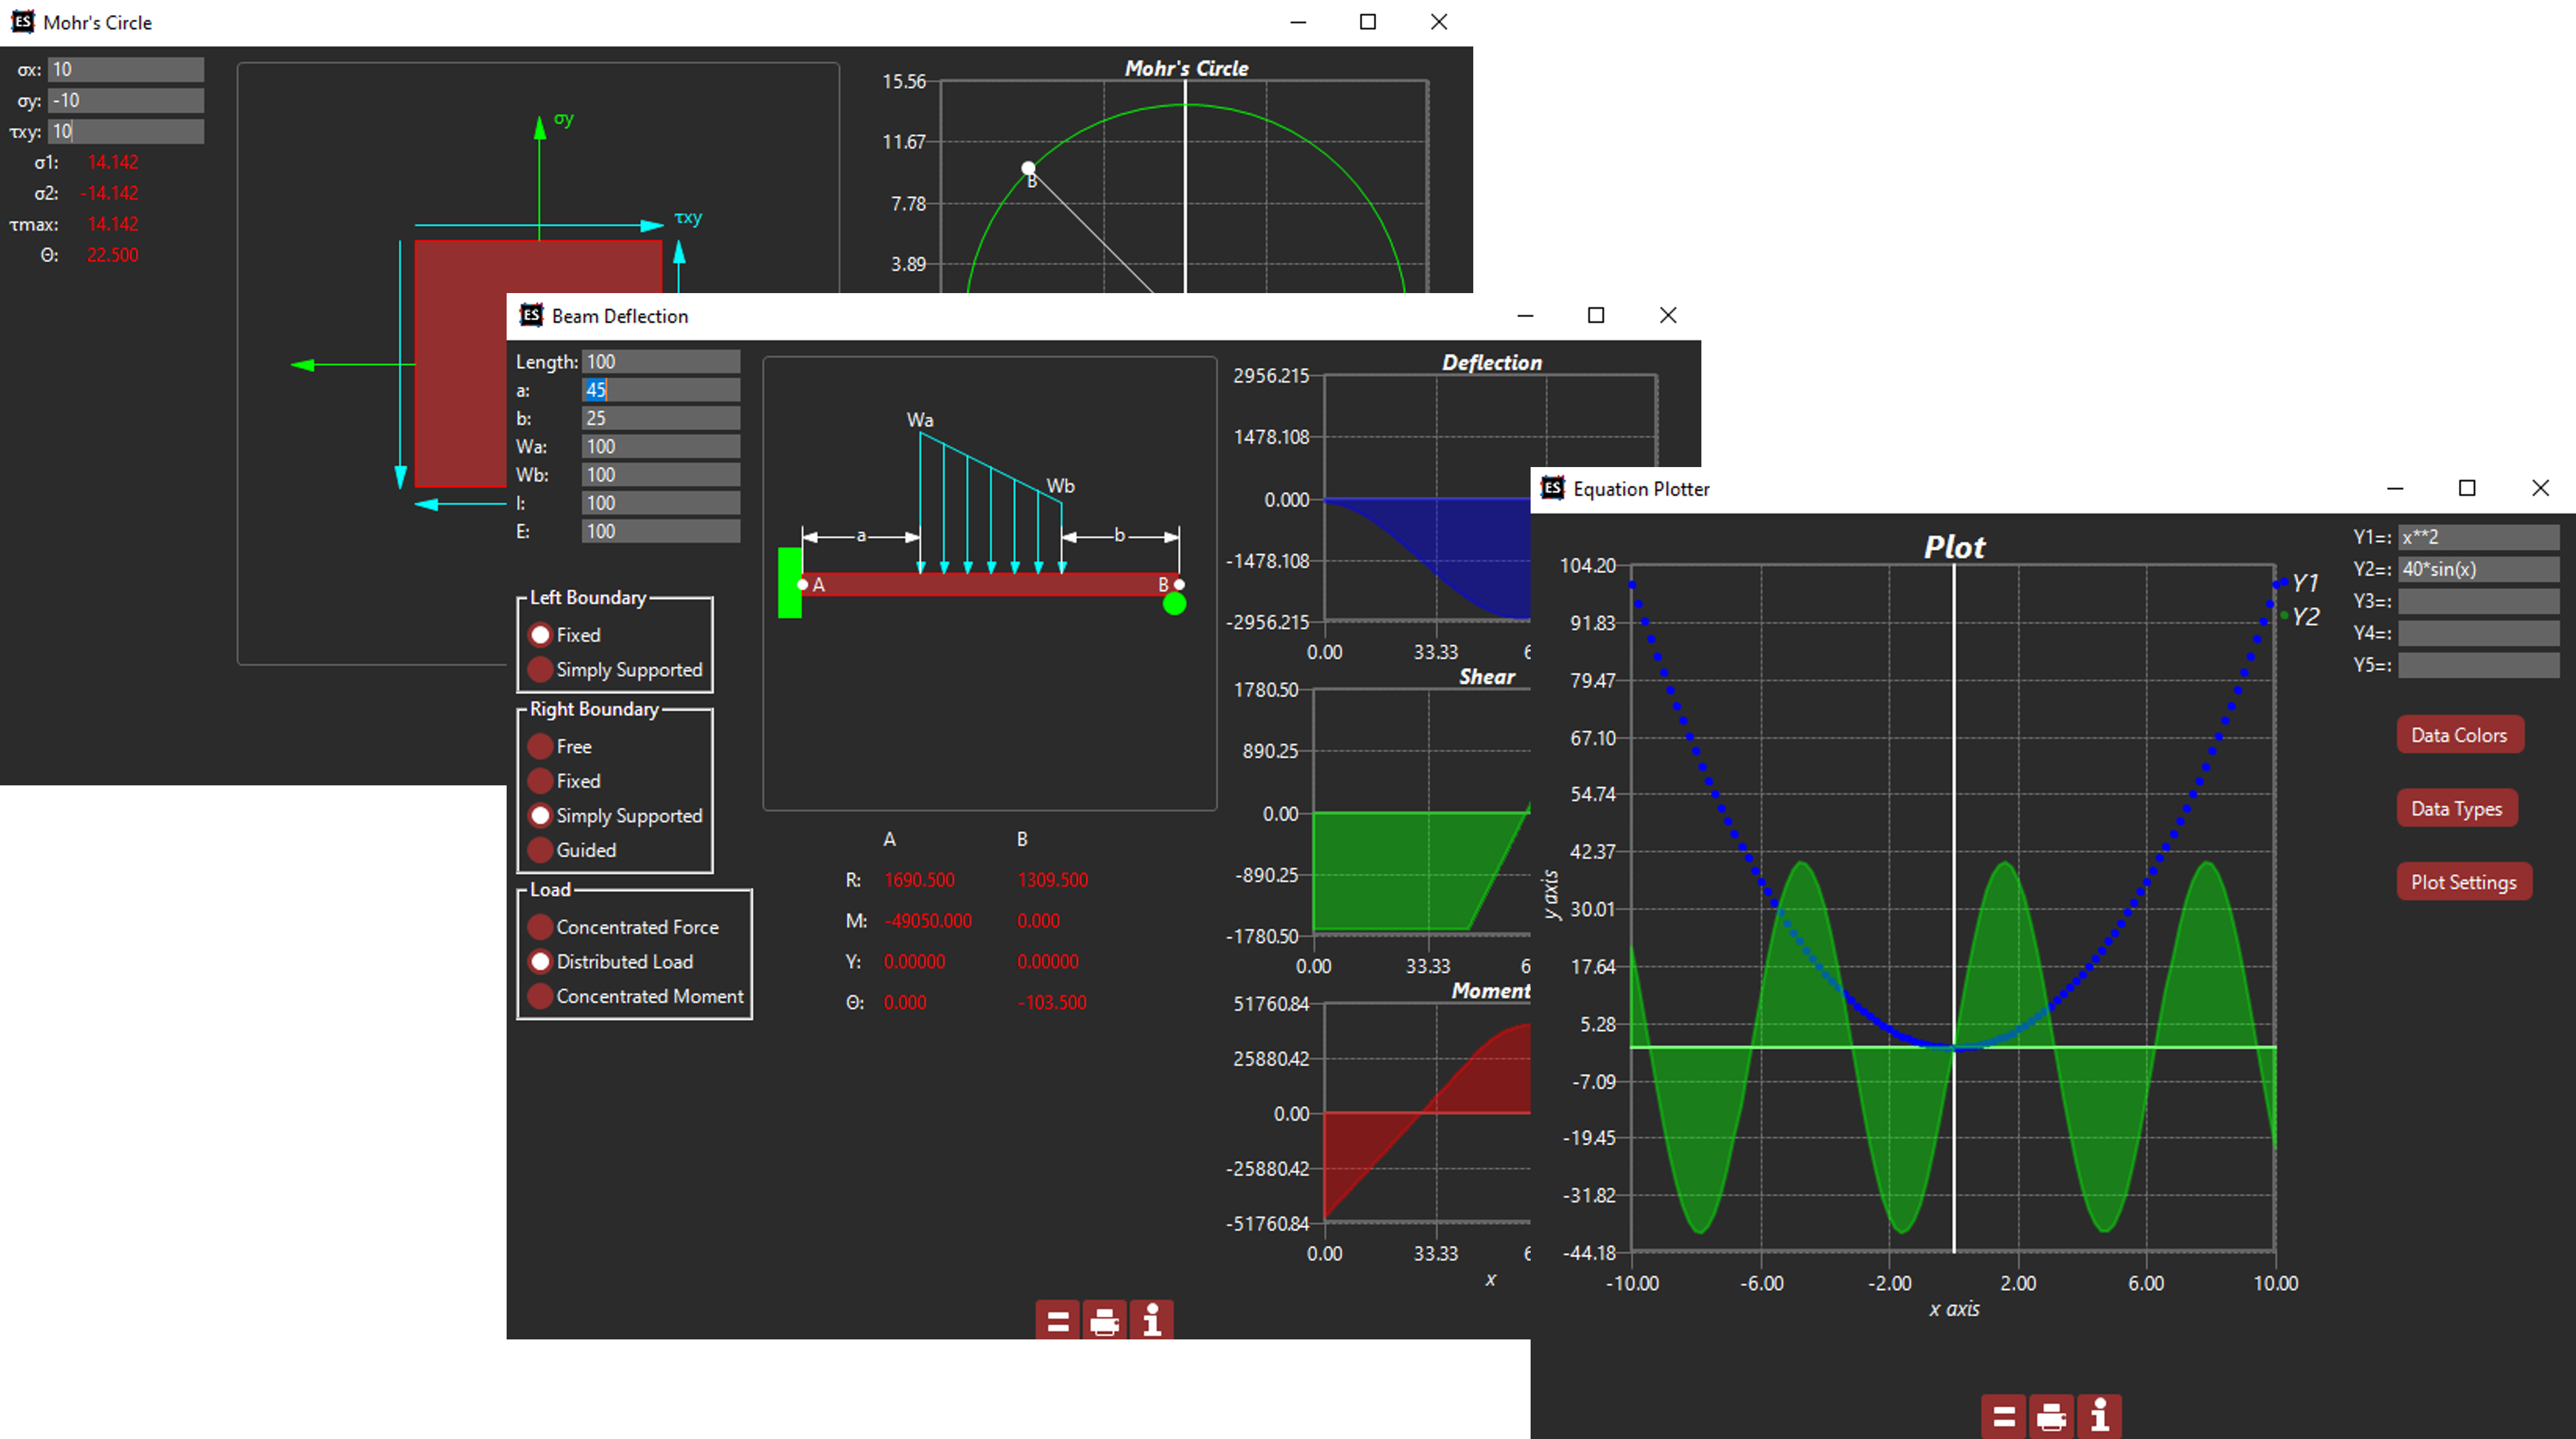 ES Mohr's Circle
σx: 10
σy: -10
τxy: 10
σ1: 14.142
σ2: -14.142
τmax: 14.142
Θ: 22.500
σy
τxy
Mohr's Circle
15.56
11.67
7.78
3.89
B
ES Beam Deflection
Length: 100
a: 45
b: 25
Wa: 100
Wb: 100
I: 100
E: 100
Left Boundary
Fixed
Simply Supported
Right Boundary
Free
Fixed
Simply Supported
Guided
Load
Concentrated Force
Distributed Load
Concentrated Moment
Wa
Wb
a
b
A
B
A B
R: 1690.500 1309.500
M: -49050.000 0.000
Y: 0.00000 0.00000
Θ: 0.000 -103.500
Deflection
2956.215
1478.108
0.000
-1478.108
-2956.215
0.00 33.33 6
Shear
1780.50
890.25
0.00
-890.25
-1780.50
0.00 33.33 6
Moment
51760.84
25880.42
0.00
-25880.42
-51760.84
0.00 33.33 6
x
ES Equation Plotter
Plot
104.20
91.83
79.47
67.10
54.74
42.37
30.01
17.64
5.28
-7.09
-19.45
-31.82
-44.18
y axis
-10.00 -6.00 -2.00 2.00 6.00 10.00
x axis
Y1
Y2
Y1=: x**2
Y2=: 40*sin(x)
Y3=:
Y4=:
Y5=:
Data Colors
Data Types
Plot Settings